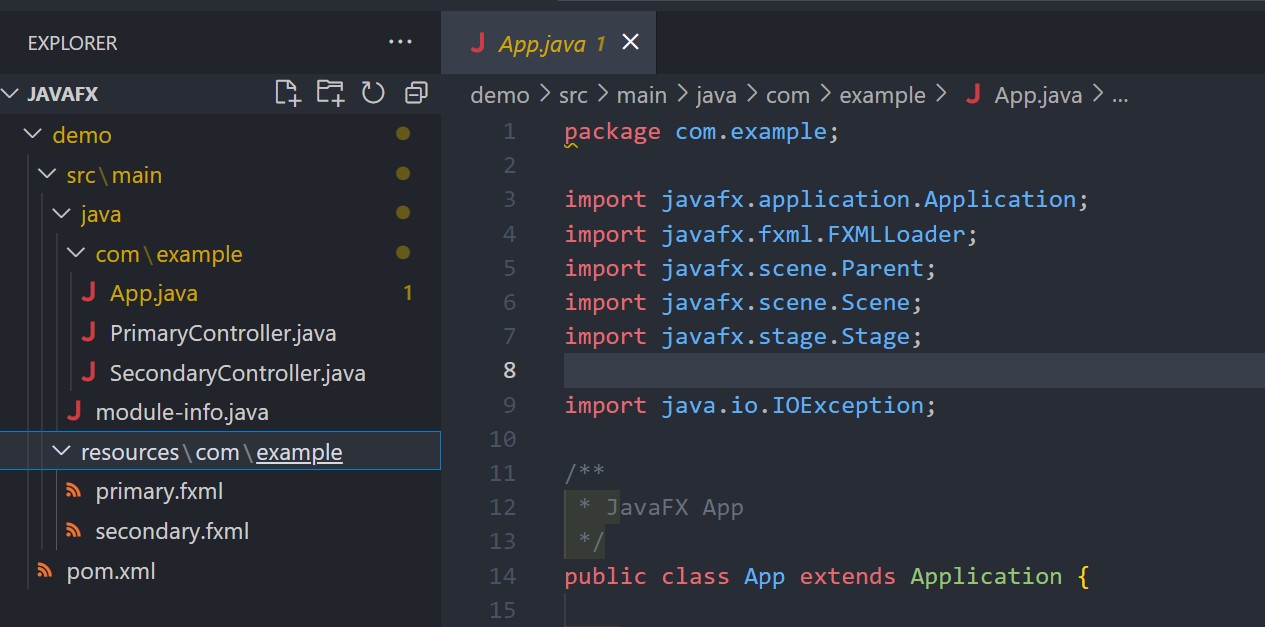 EXPLORER
JAVAFX
demo
src\main
java
com\example
App.java 1
PrimaryController.java
SecondaryController.java
module-info.java
resources\com\example
primary.fxml
secondary.fxml
pom.xml
App.java 1
demo > src > main > java > com > example > App.java > ...
1 package com.example;
2
3 import javafx.application.Application;
4 import javafx.fxml.FXMLLoader;
5 import javafx.scene.Parent;
6 import javafx.scene.Scene;
7 import javafx.stage.Stage;
8
9 import java.io.IOException;
10
11 /**
12  * JavaFX App
13  */
14 public class App extends Application {
15